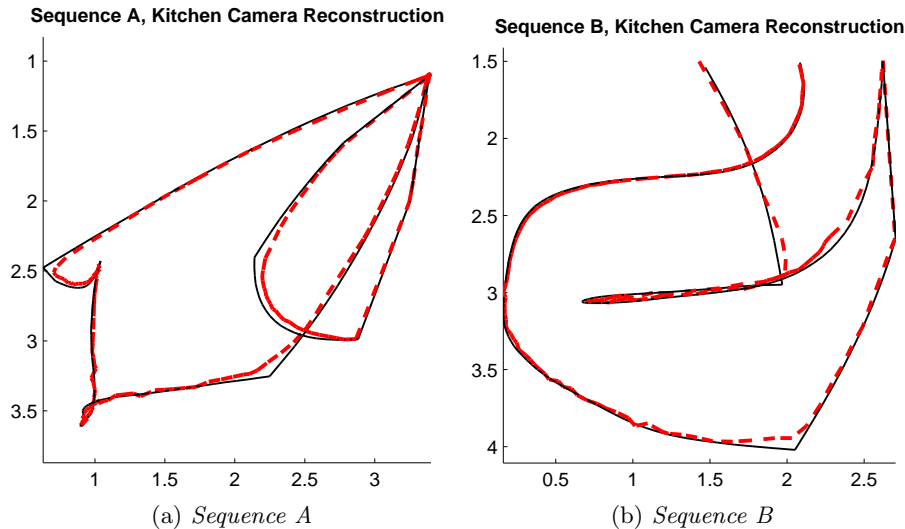 Sequence A, Kitchen Camera Reconstruction
1
1.5
2
2.5
3
3.5
1 1.5 2 2.5 3
(a) Sequence A
Sequence B, Kitchen Camera Reconstruction
1.5
2
2.5
3
3.5
4
0.5 1 1.5 2 2.5
(b) Sequence B